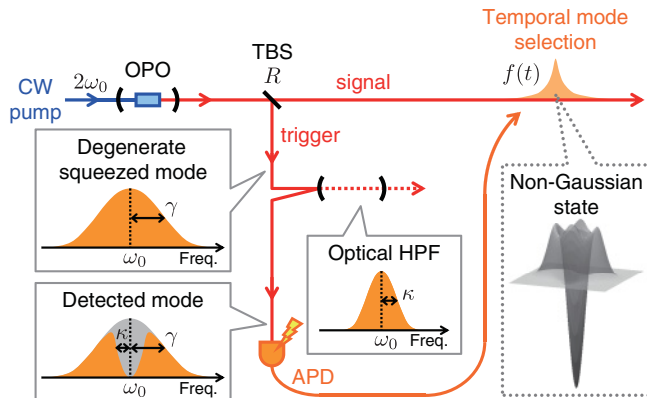 Temporal mode
selection
TBS
R
OPO
CW
pump
2ω₀
signal
f(t)
trigger
Degenerate
squeezed mode
γ
ω₀
Freq.
Non-Gaussian
state
Optical HPF
κ
ω₀
Freq.
Detected mode
κ
γ
ω₀
Freq.
APD